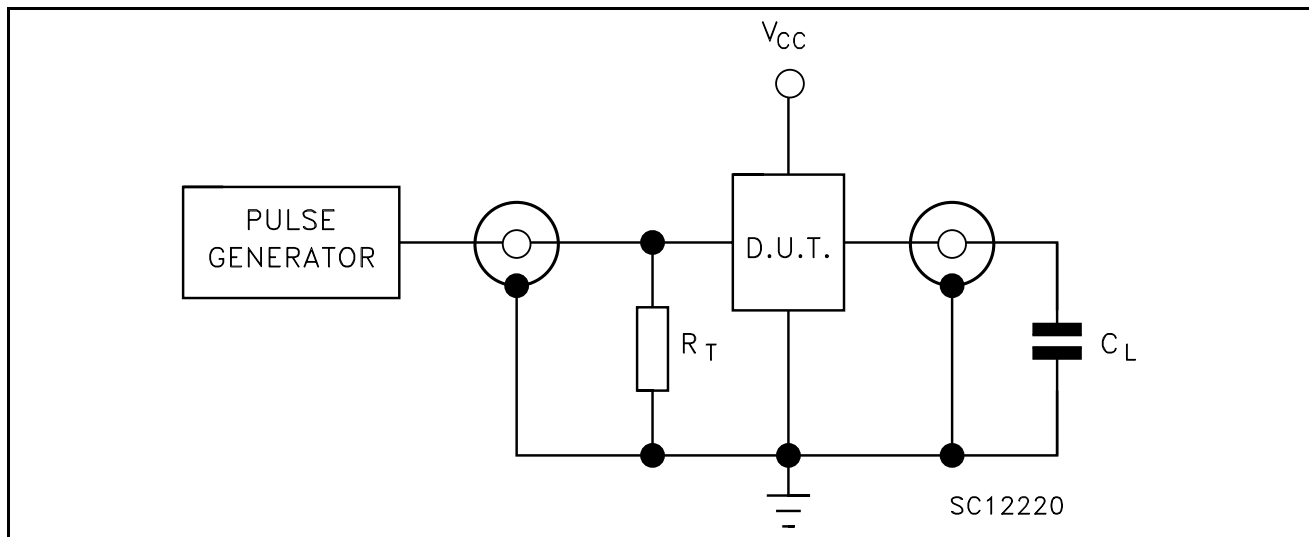 VCC
PULSE
GENERATOR
D.U.T.
RT
CL
SC12220